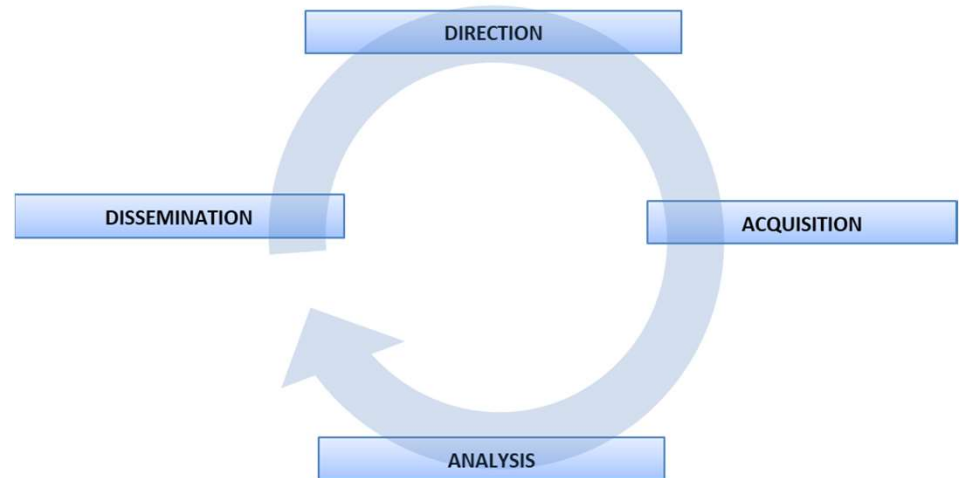 DIRECTION
DISSEMINATION
ACQUISITION
ANALYSIS